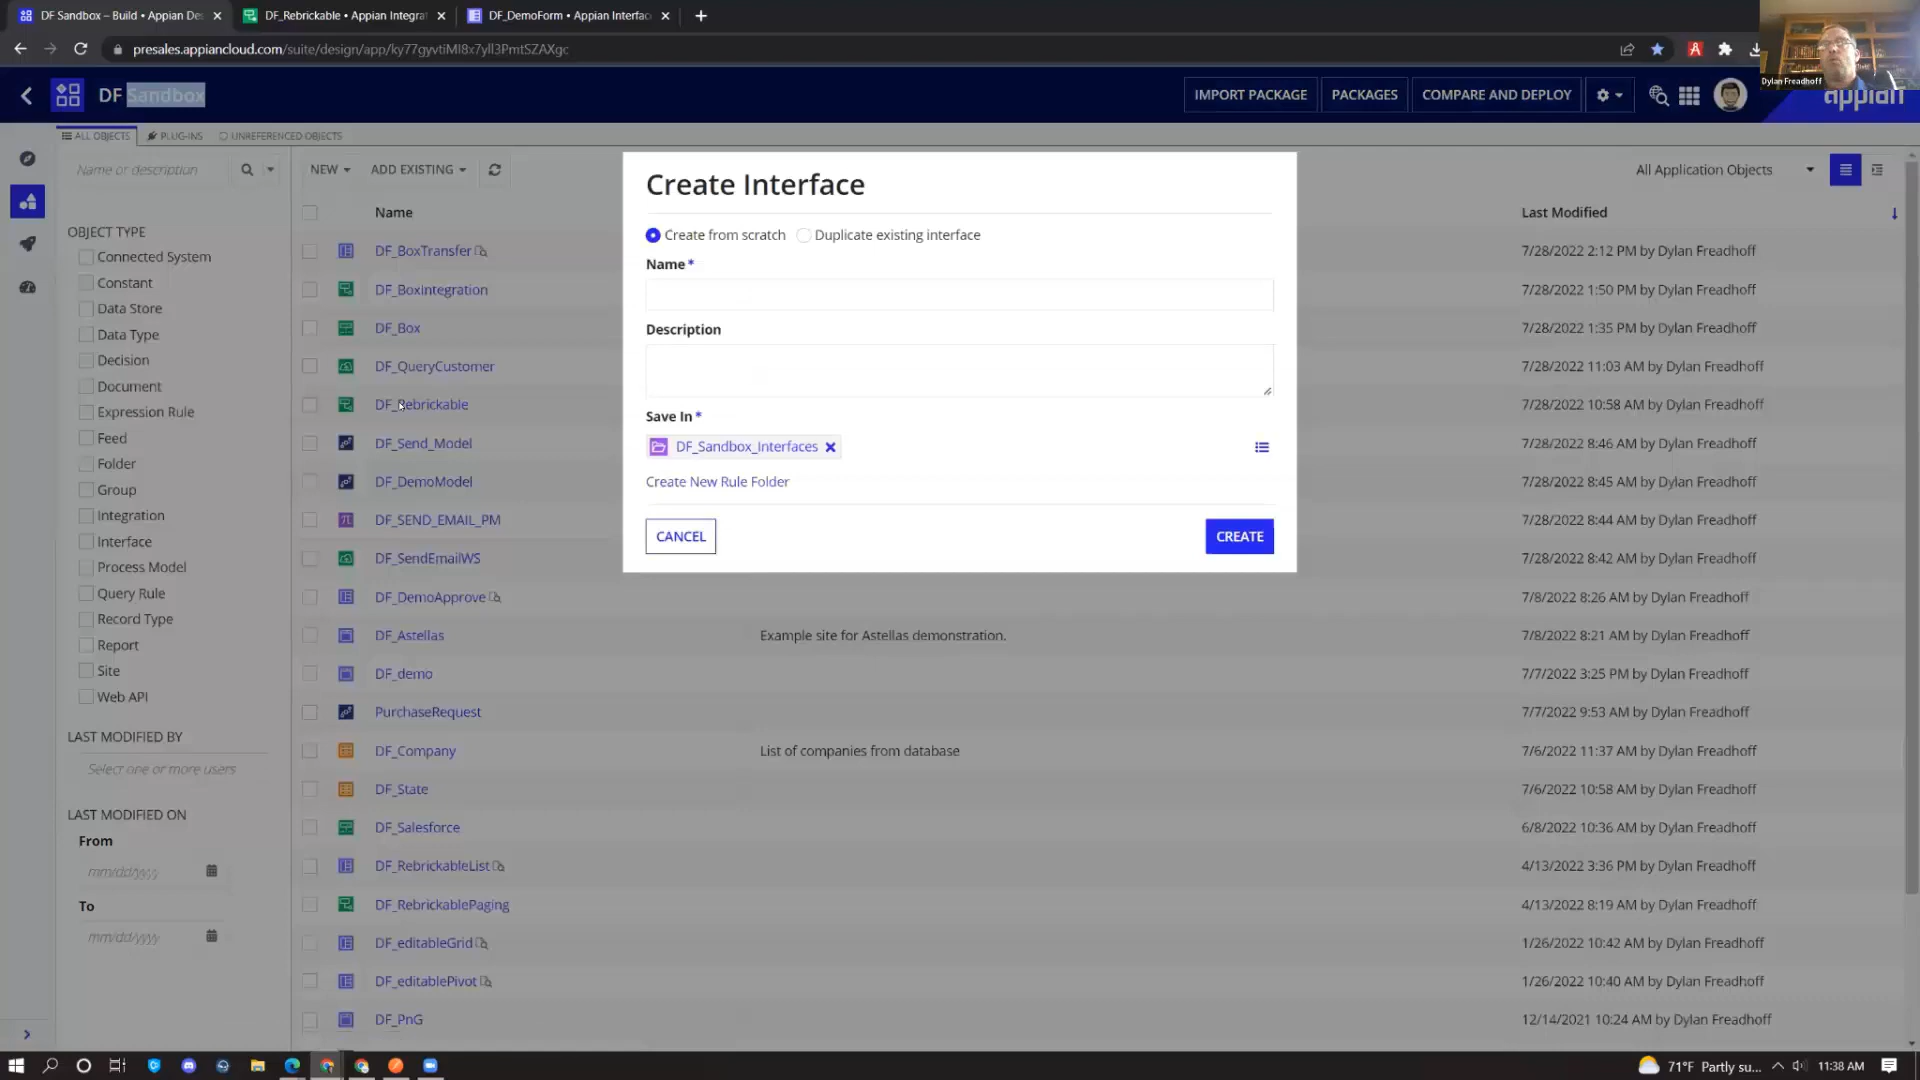 DF Sandbox – Build • Appian Des
DF_Rebrickable • Appian Integrat
DF_DemoForm • Appian Interfac
presales.appiancloud.com/suite/design/app/ky77gyvtiMI8x7yll3PmtSZAXgc
Dylan Freadhoff
DF Sandbox
IMPORT PACKAGE
PACKAGES
COMPARE AND DEPLOY
appian
ALL OBJECTS
PLUG-INS
UNREFERENCED OBJECTS
Name or description
NEW
ADD EXISTING
All Application Objects
Name
Last Modified
OBJECT TYPE
Connected System
Constant
Data Store
Data Type
Decision
Document
Expression Rule
Feed
Folder
Group
Integration
Interface
Process Model
Query Rule
Record Type
Report
Site
Web API
LAST MODIFIED BY
Select one or more users
LAST MODIFIED ON
From
mm/dd/yyyy
To
mm/dd/yyyy
DF_BoxTransfer
7/28/2022 2:12 PM by Dylan Freadhoff
DF_BoxIntegration
7/28/2022 1:50 PM by Dylan Freadhoff
DF_Box
7/28/2022 1:35 PM by Dylan Freadhoff
DF_QueryCustomer
7/28/2022 11:03 AM by Dylan Freadhoff
DF_Rebrickable
7/28/2022 10:58 AM by Dylan Freadhoff
DF_Send_Model
7/28/2022 8:46 AM by Dylan Freadhoff
DF_DemoModel
7/28/2022 8:45 AM by Dylan Freadhoff
DF_SEND_EMAIL_PM
7/28/2022 8:44 AM by Dylan Freadhoff
DF_SendEmailWS
7/28/2022 8:42 AM by Dylan Freadhoff
DF_DemoApprove
7/8/2022 8:26 AM by Dylan Freadhoff
DF_Astellas
Example site for Astellas demonstration.
7/8/2022 8:21 AM by Dylan Freadhoff
DF_demo
7/7/2022 3:25 PM by Dylan Freadhoff
PurchaseRequest
7/7/2022 9:53 AM by Dylan Freadhoff
DF_Company
List of companies from database
7/6/2022 11:37 AM by Dylan Freadhoff
DF_State
7/6/2022 10:58 AM by Dylan Freadhoff
DF_Salesforce
6/8/2022 10:36 AM by Dylan Freadhoff
DF_RebrickableList
4/13/2022 3:36 PM by Dylan Freadhoff
DF_RebrickablePaging
4/13/2022 8:19 AM by Dylan Freadhoff
DF_editableGrid
1/26/2022 10:42 AM by Dylan Freadhoff
DF_editablePivot
1/26/2022 10:40 AM by Dylan Freadhoff
DF_PnG
12/14/2021 10:24 AM by Dylan Freadhoff
Create Interface
Create from scratch
Duplicate existing interface
Name *
Description
Save In *
DF_Sandbox_Interfaces
Create New Rule Folder
CANCEL
CREATE
71°F Partly su...
11:38 AM